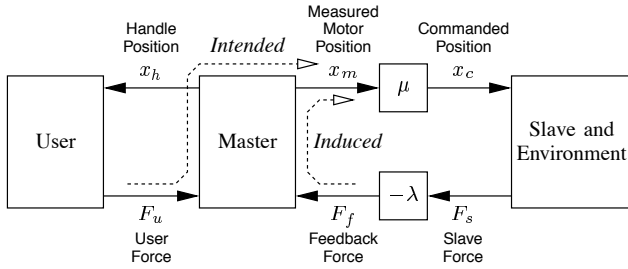 Handle
Position
Intended
Measured
Motor
Position
Commanded
Position
x_h
x_m
x_c
User
Master
μ
Slave and
Environment
Induced
−λ
F_u
F_f
F_s
User
Force
Feedback
Force
Slave
Force